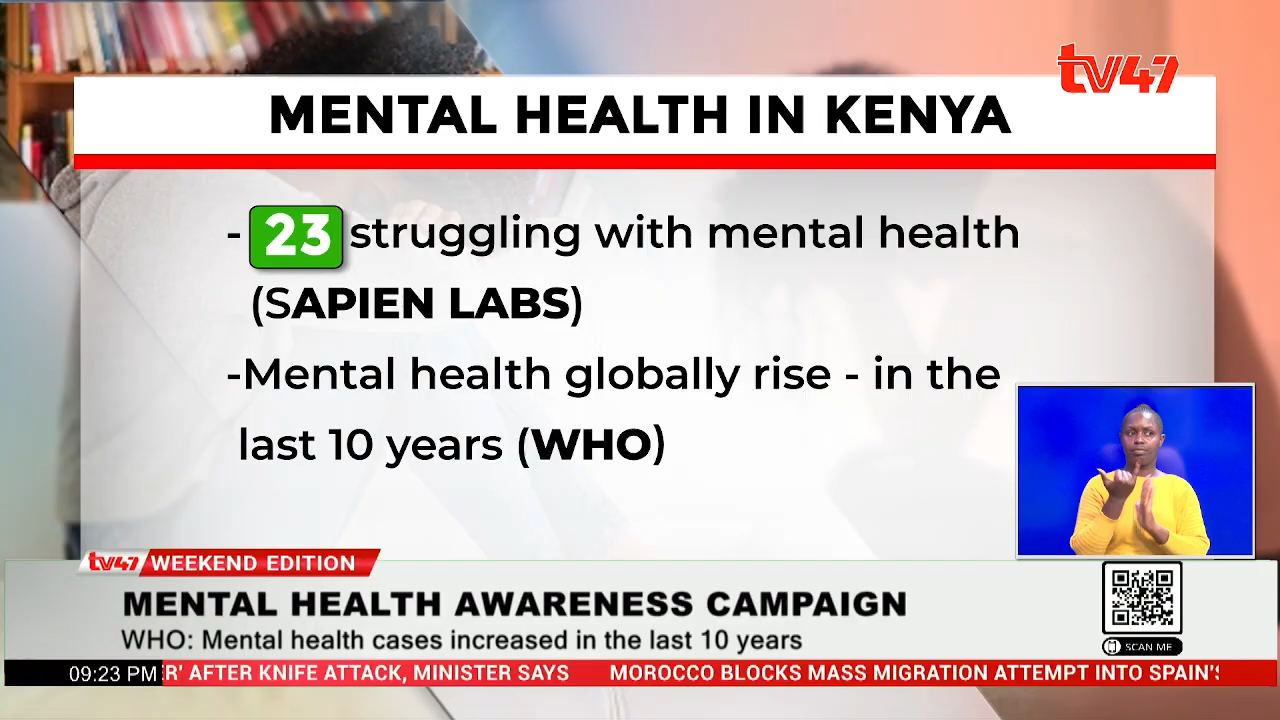 tv47
MENTAL HEALTH IN KENYA
- 23 struggling with mental health
(SAPIEN LABS)
-Mental health globally rise - in the
last 10 years (WHO)
tv47 WEEKEND EDITION
MENTAL HEALTH AWARENESS CAMPAIGN
WHO: Mental health cases increased in the last 10 years
SCAN ME
09:23 PM R' AFTER KNIFE ATTACK, MINISTER SAYS MOROCCO BLOCKS MASS MIGRATION ATTEMPT INTO SPAIN'S